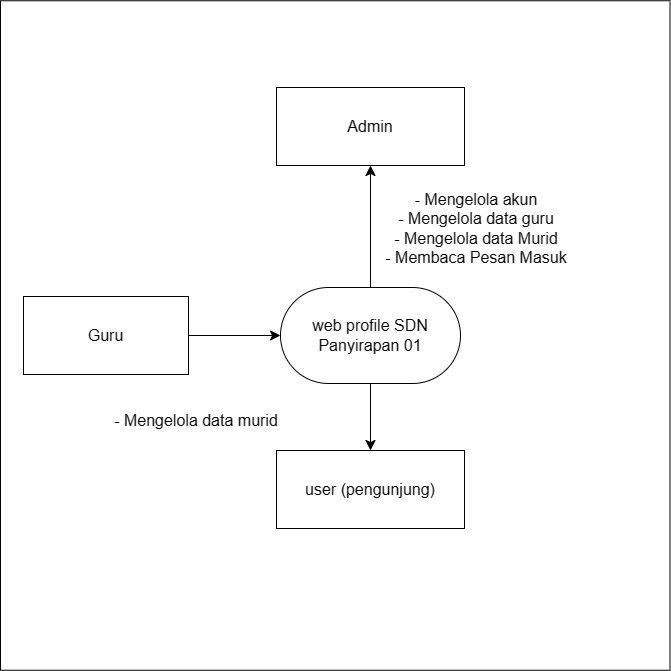 Admin
- Mengelola akun
- Mengelola data guru
- Mengelola data Murid
- Membaca Pesan Masuk
Guru
web profile SDN
Panyirapan 01
- Mengelola data murid
user (pengunjung)